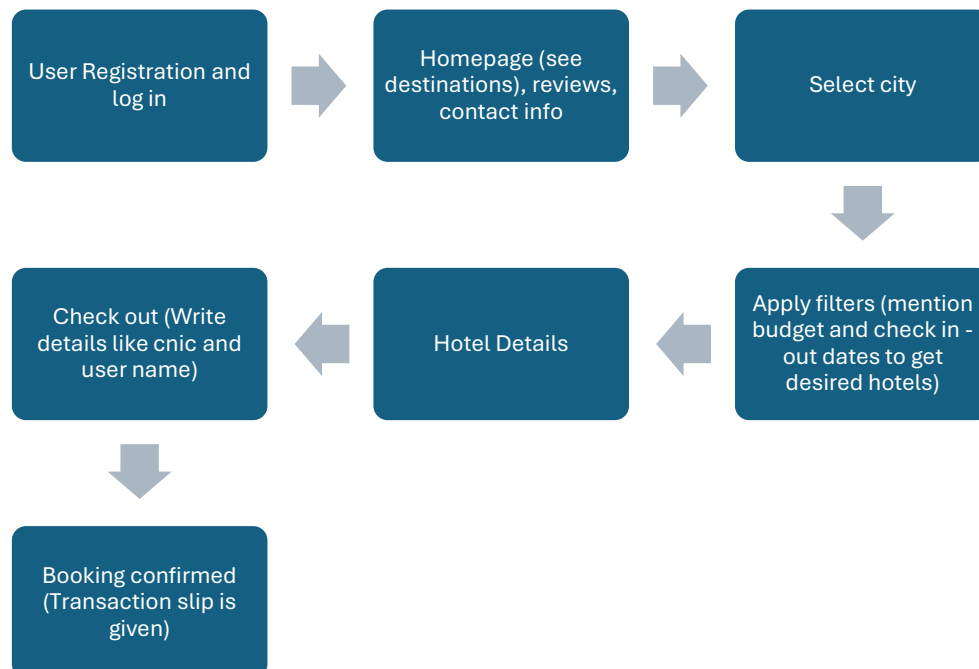 User Registration and
log in
Homepage (see
destinations), reviews,
contact info
Select city
Apply filters (mention
budget and check in -
out dates to get
desired hotels)
Hotel Details
Check out (Write
details like cnic and
user name)
Booking confirmed
(Transaction slip is
given)